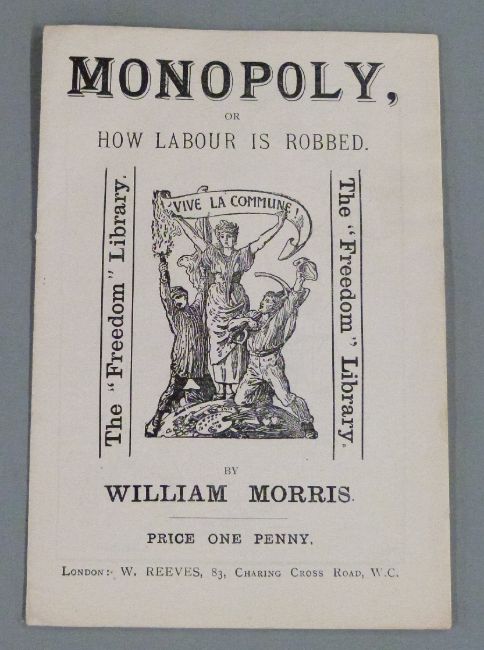 MONOPOLY,
OR
HOW LABOUR IS ROBBED.
The "Freedom" Library.
VIVE LA COMMUNE!
The "Freedom" Library.
BY
WILLIAM MORRIS.
PRICE ONE PENNY.
LONDON: W. REEVES, 83, CHARING CROSS ROAD, W.C.